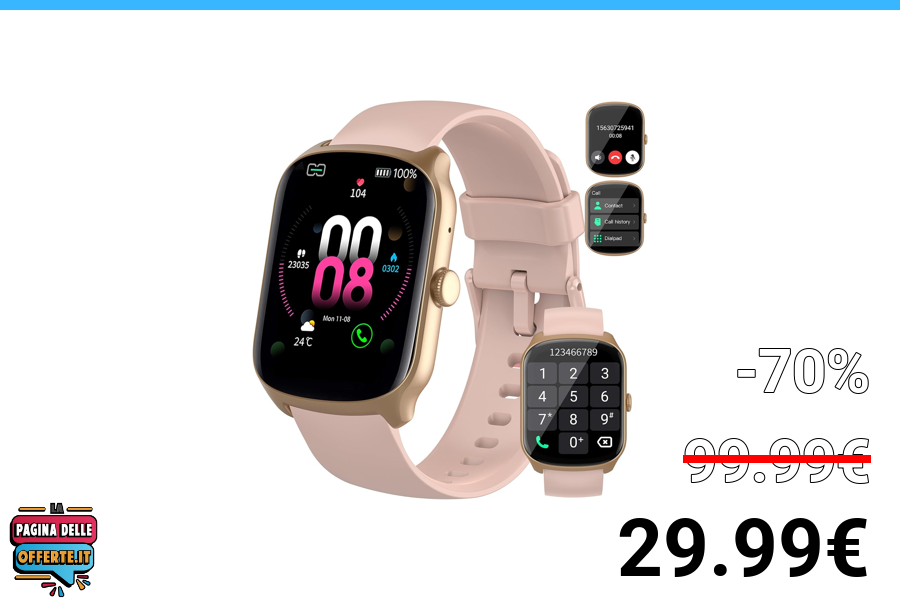 100%
104
00
08
23035
0302
Mon 11-08
24°C
15630725941
00:08
Call
Contact
Call history
Dialpad
123466789
1 2 3
4 5 6
7* 8 9#
0+
-70%
99.99€
29.99€
LA
PAGINA DELLE
OFFERTE.IT